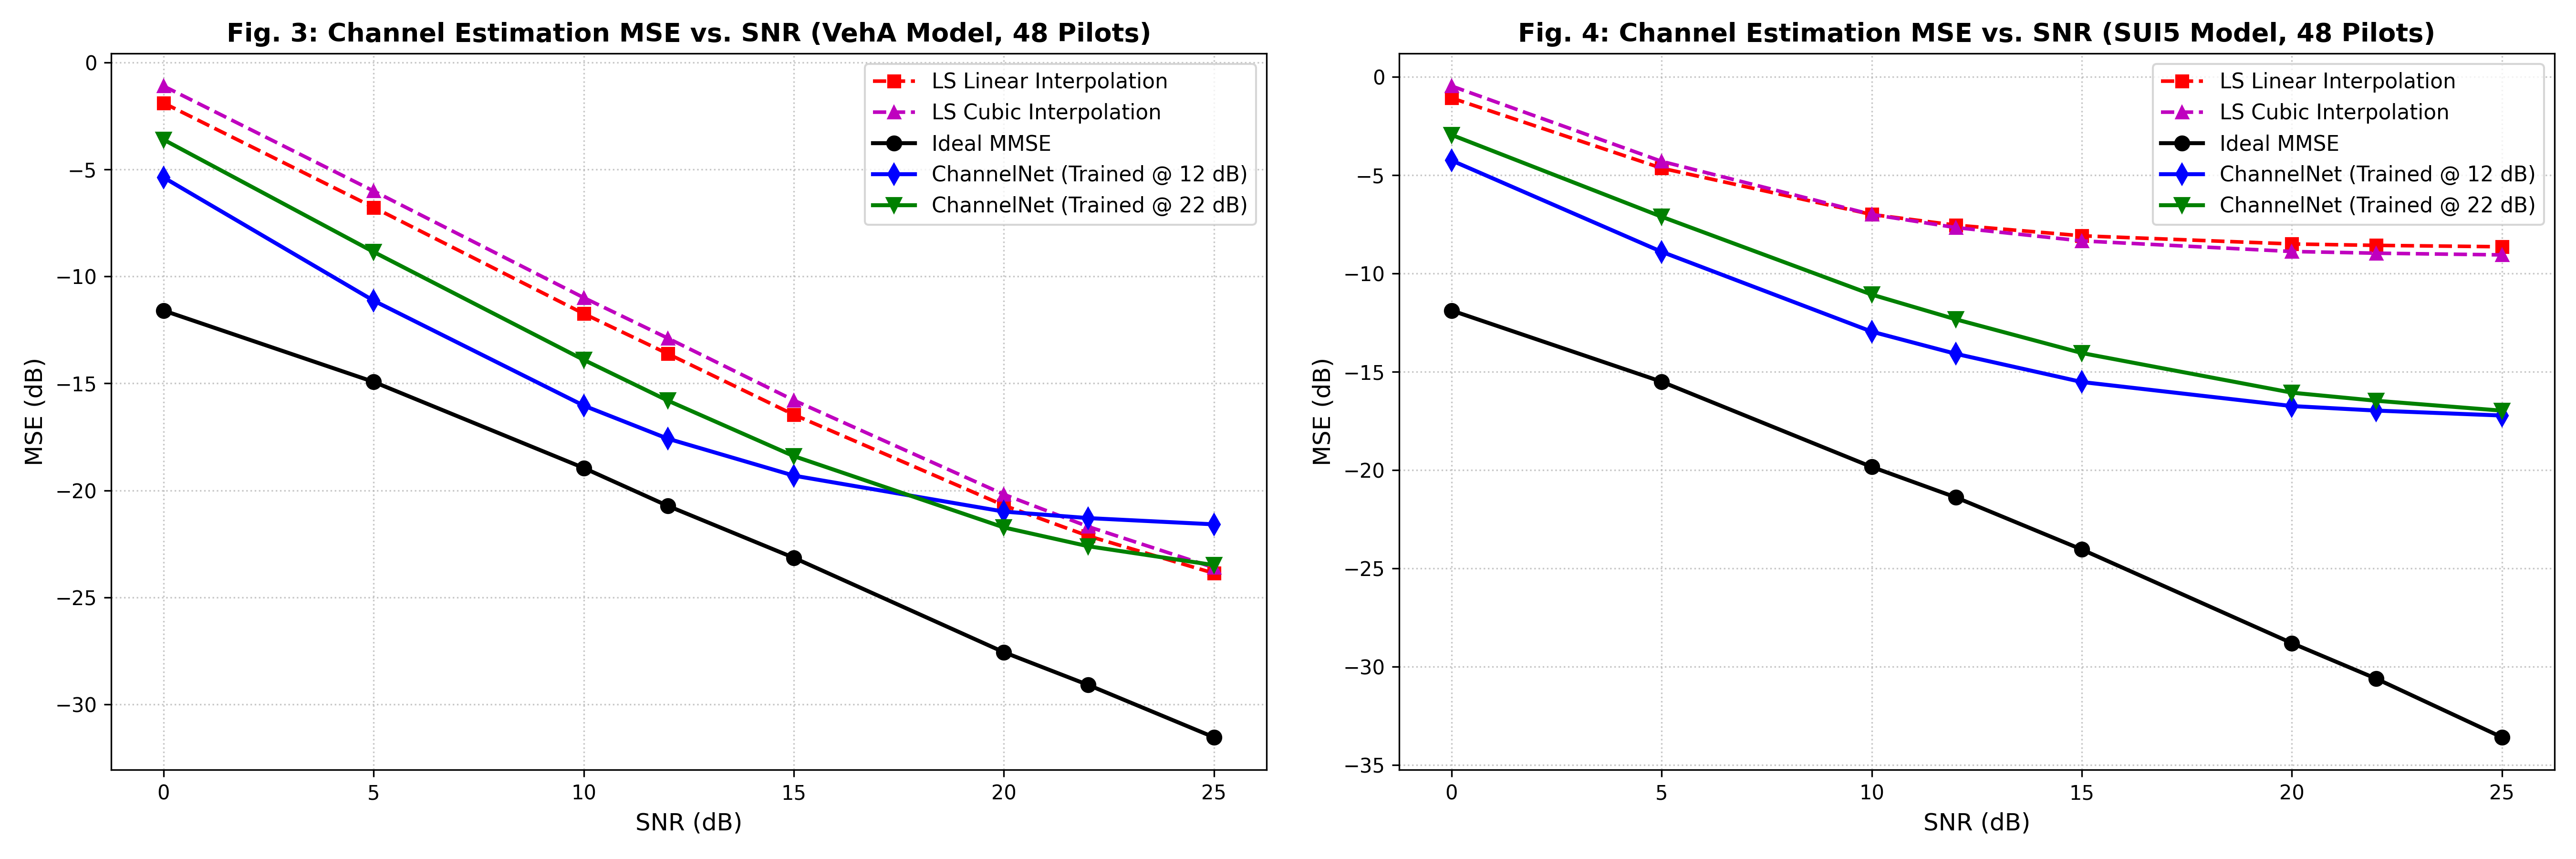 Fig. 3: Channel Estimation MSE vs. SNR (VehA Model, 48 Pilots)
MSE (dB)
0
−5
−10
−15
−20
−25
−30
LS Linear Interpolation
LS Cubic Interpolation
Ideal MMSE
ChannelNet (Trained @ 12 dB)
ChannelNet (Trained @ 22 dB)
0 5 10 15 20 25
SNR (dB)
Fig. 4: Channel Estimation MSE vs. SNR (SUI5 Model, 48 Pilots)
MSE (dB)
0
−5
−10
−15
−20
−25
−30
−35
LS Linear Interpolation
LS Cubic Interpolation
Ideal MMSE
ChannelNet (Trained @ 12 dB)
ChannelNet (Trained @ 22 dB)
0 5 10 15 20 25
SNR (dB)